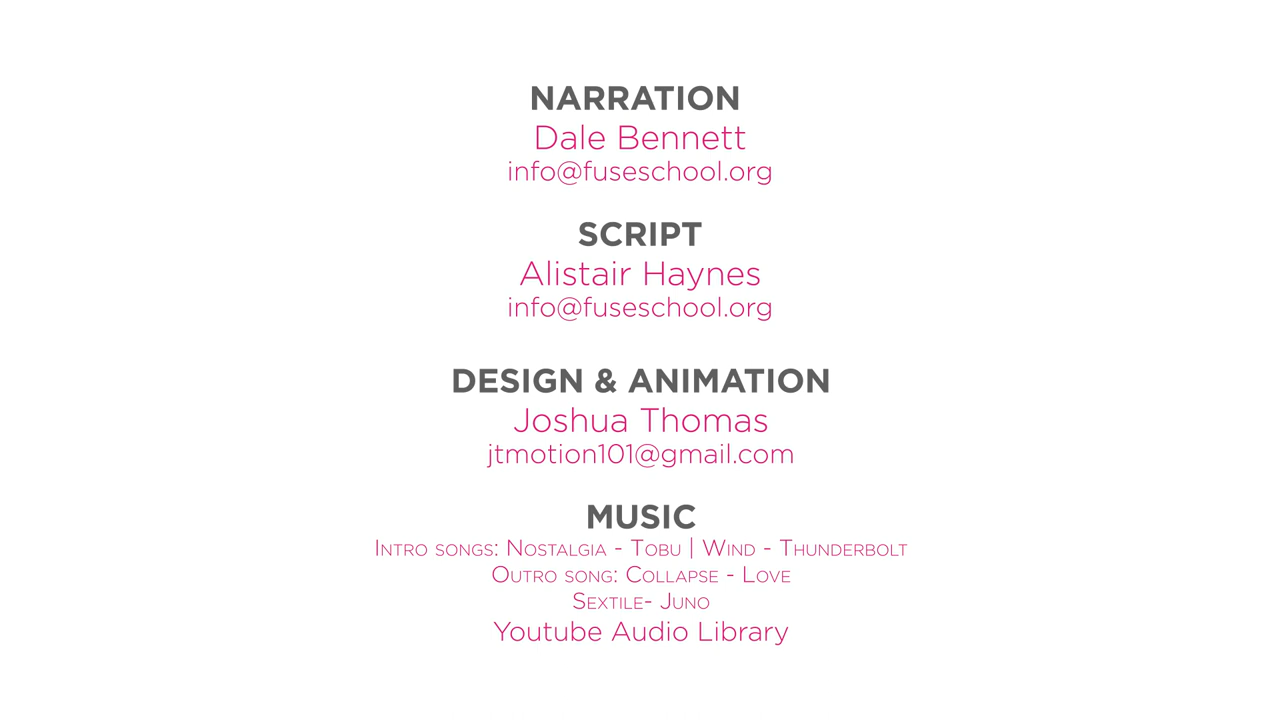 NARRATION
Dale Bennett
info@fuseschool.org
SCRIPT
Alistair Haynes
info@fuseschool.org
DESIGN & ANIMATION
Joshua Thomas
jtmotion101@gmail.com
MUSIC
Intro songs: Nostalgia - Tobu | Wind - Thunderbolt
Outro song: Collapse - Love
Sextile- Juno
Youtube Audio Library